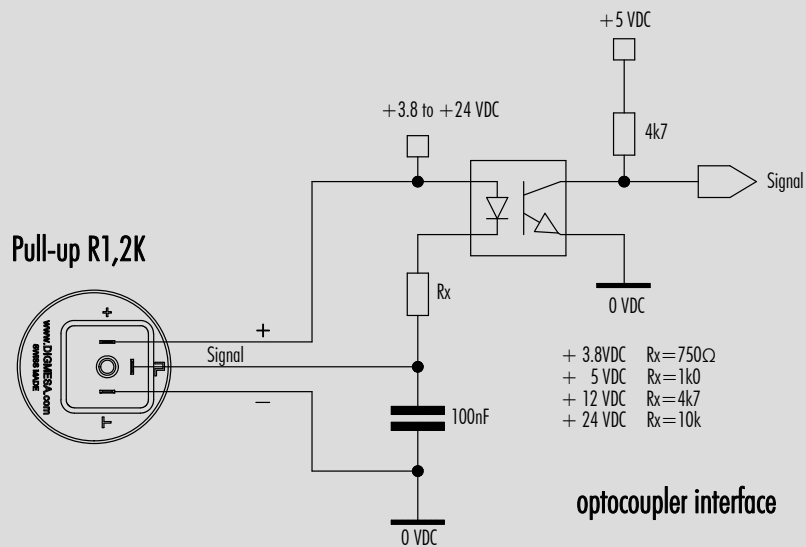 +5 VDC
+3.8 to +24 VDC
4k7
Signal
Pull-up R1,2K
Rx
0 VDC
+
www.DIGMESA.com
SWISS MADE
+
Signal
−
100nF
+ 3.8VDC Rx=750Ω
+ 5 VDC Rx=1k0
+ 12 VDC Rx=4k7
+ 24 VDC Rx=10k
optocoupler interface
0 VDC